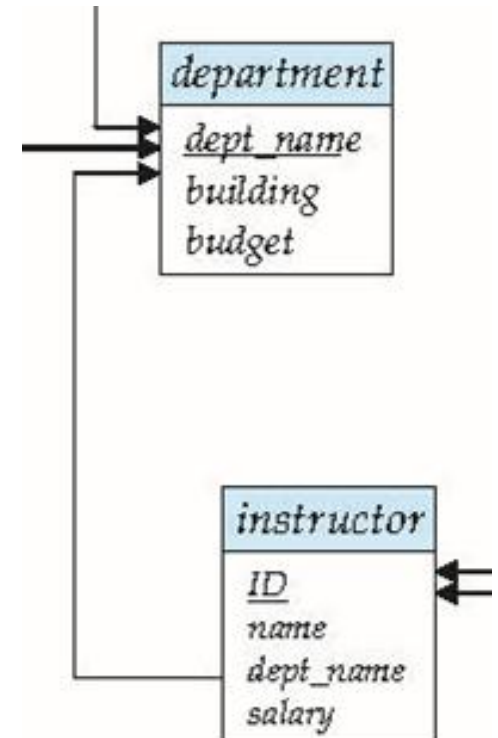 department
dept_name
building
budget
instructor
ID
name
dept_name
salary